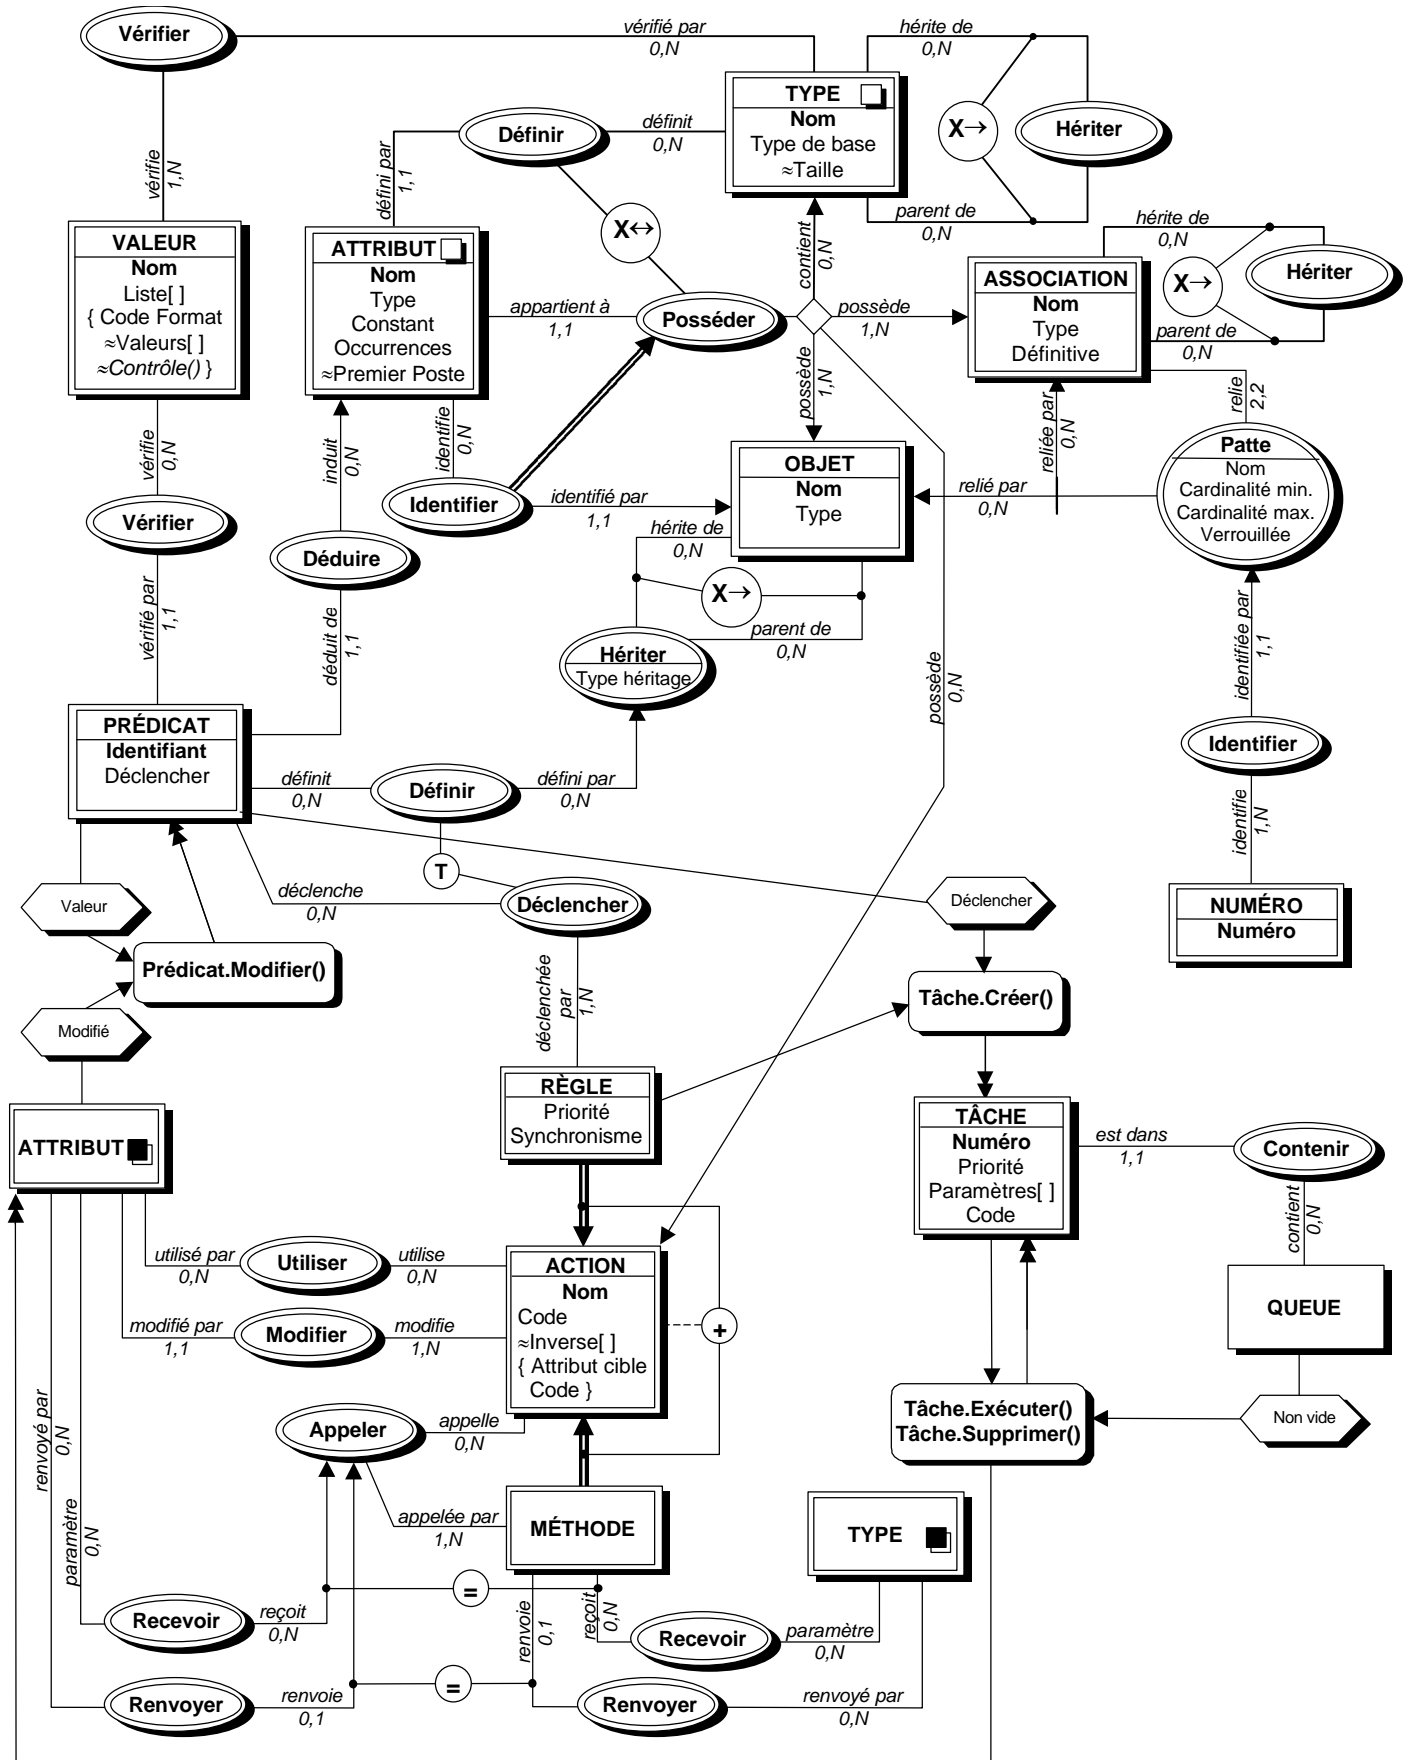 Vérifier
vérifié par
0,N
hérite de
0,N
TYPE
Nom
Type de base
≈Taille
X→
Hériter
parent de
0,N
Définir
définit
0,N
défini par
1,1
vérifie
1,N
X↔
contient
0,N
VALEUR
Nom
Liste[ ]
{ Code Format
≈Valeurs[ ]
≈Contrôle() }
ATTRIBUT
Nom
Type
Constant
Occurrences
≈Premier Poste
appartient à
1,1
Posséder
possède
1,N
ASSOCIATION
Nom
Type
Définitive
hérite de
0,N
X→
Hériter
parent de
0,N
possède
1,N
reliée par
0,N
relie
2,2
Patte
Nom
Cardinalité min.
Cardinalité max.
Verrouillée
vérifie
0,N
induit
0,N
identifie
0,N
Identifier
identifié par
1,1
OBJET
Nom
Type
relié par
0,N
Vérifier
Déduire
hérite de
0,N
X→
parent de
0,N
Hériter
Type héritage
vérifié par
1,1
déduit de
1,1
possède
0,N
identifiée par
1,1
Identifier
identifie
1,N
NUMÉRO
Numéro
PRÉDICAT
Identifiant
Déclencher
définit
0,N
Définir
défini par
0,N
T
déclenche
0,N
Déclencher
Déclencher
Valeur
Prédicat.Modifier()
Modifié
déclenchée
par
1,N
Tâche.Créer()
RÈGLE
Priorité
Synchronisme
TÂCHE
Numéro
Priorité
Paramètres[ ]
Code
est dans
1,1
Contenir
contient
0,N
QUEUE
Non vide
ATTRIBUT
utilisé par
0,N
Utiliser
utilise
0,N
modifié par
1,1
Modifier
modifie
1,N
ACTION
Nom
Code
≈Inverse[ ]
{ Attribut cible
Code }
+
Tâche.Exécuter()
Tâche.Supprimer()
renvoyé par
0,N
paramètre
0,N
Appeler
appelle
0,N
appelée par
1,N
MÉTHODE
TYPE
=
Recevoir
reçoit
0,N
renvoie
0,1
reçoit
0,N
Recevoir
paramètre
0,N
Renvoyer
renvoie
0,1
=
Renvoyer
renvoyé par
0,N